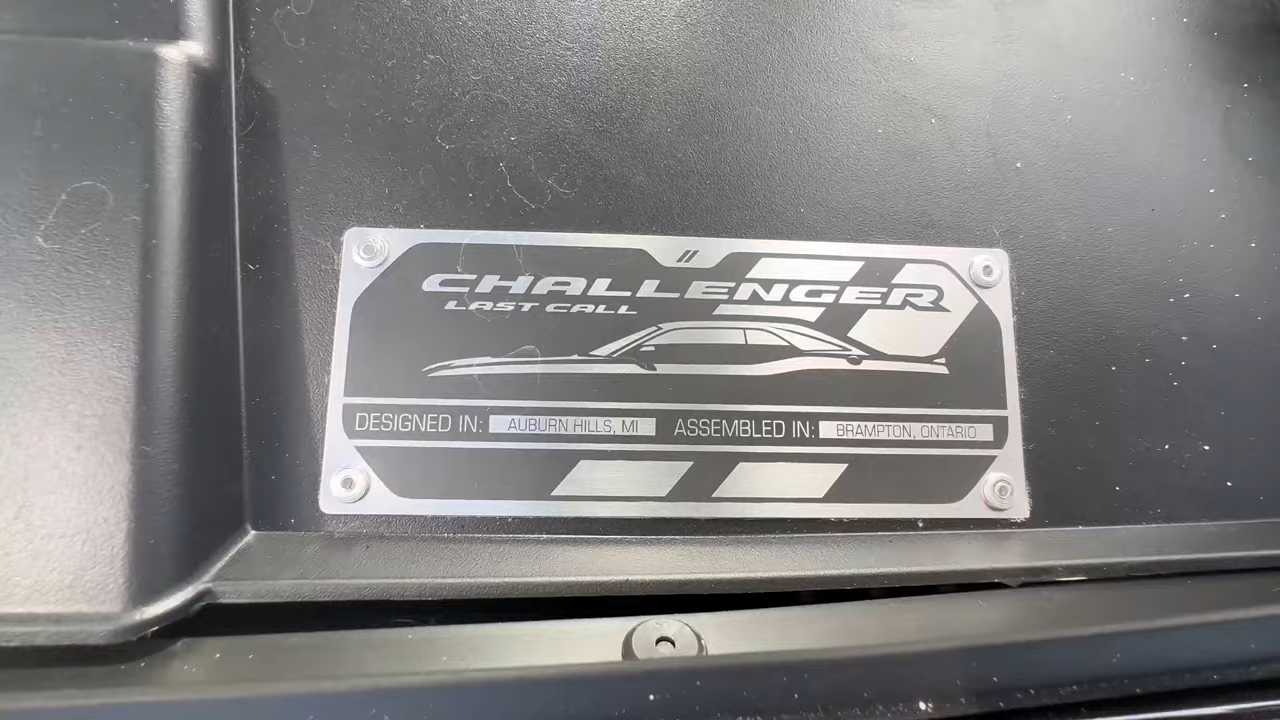 CHALLENGER
LAST CALL
DESIGNED IN: AUBURN HILLS, MI ASSEMBLED IN: BRAMPTON, ONTARIO